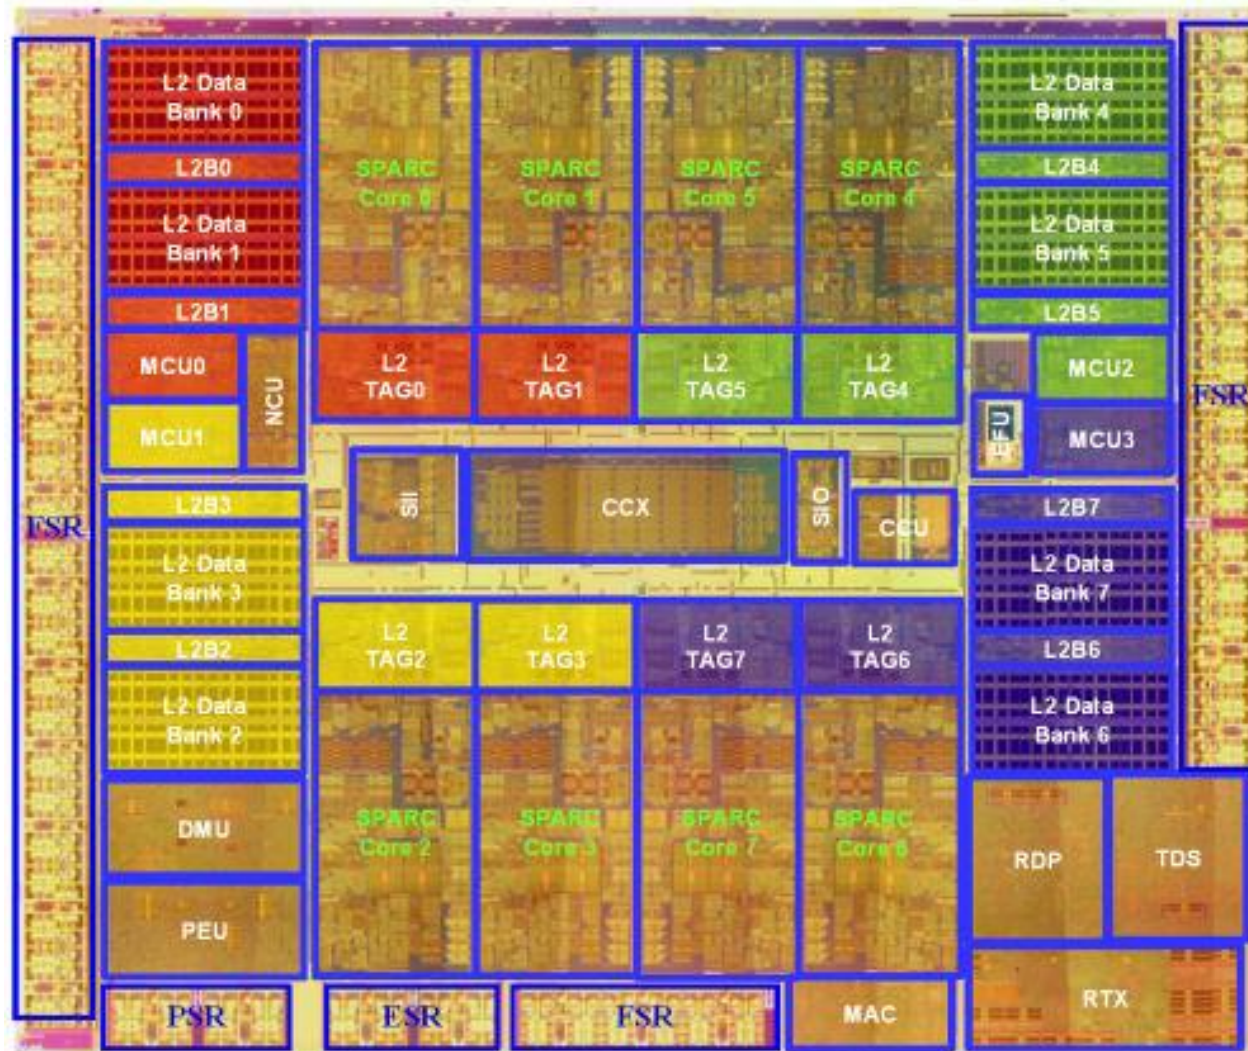 L2 Data
Bank 0
L2B0
L2 Data
Bank 1
L2B1
MCU0
MCU1
NCU
SPARC
Core 0
SPARC
Core 1
SPARC
Core 5
SPARC
Core 4
L2
TAG0
L2
TAG1
L2
TAG5
L2
TAG4
L2 Data
Bank 4
L2B4
L2 Data
Bank 5
L2B5
MCU2
MCU3
EFU
FSR
FSR
SII
CCX
SIO
CCU
L2B3
L2 Data
Bank 3
L2B2
L2 Data
Bank 2
DMU
PEU
L2
TAG2
L2
TAG3
L2
TAG7
L2
TAG6
SPARC
Core 2
SPARC
Core 3
SPARC
Core 7
SPARC
Core 6
L2B7
L2 Data
Bank 7
L2B6
L2 Data
Bank 6
RDP
TDS
RTX
PSR
ESR
FSR
MAC